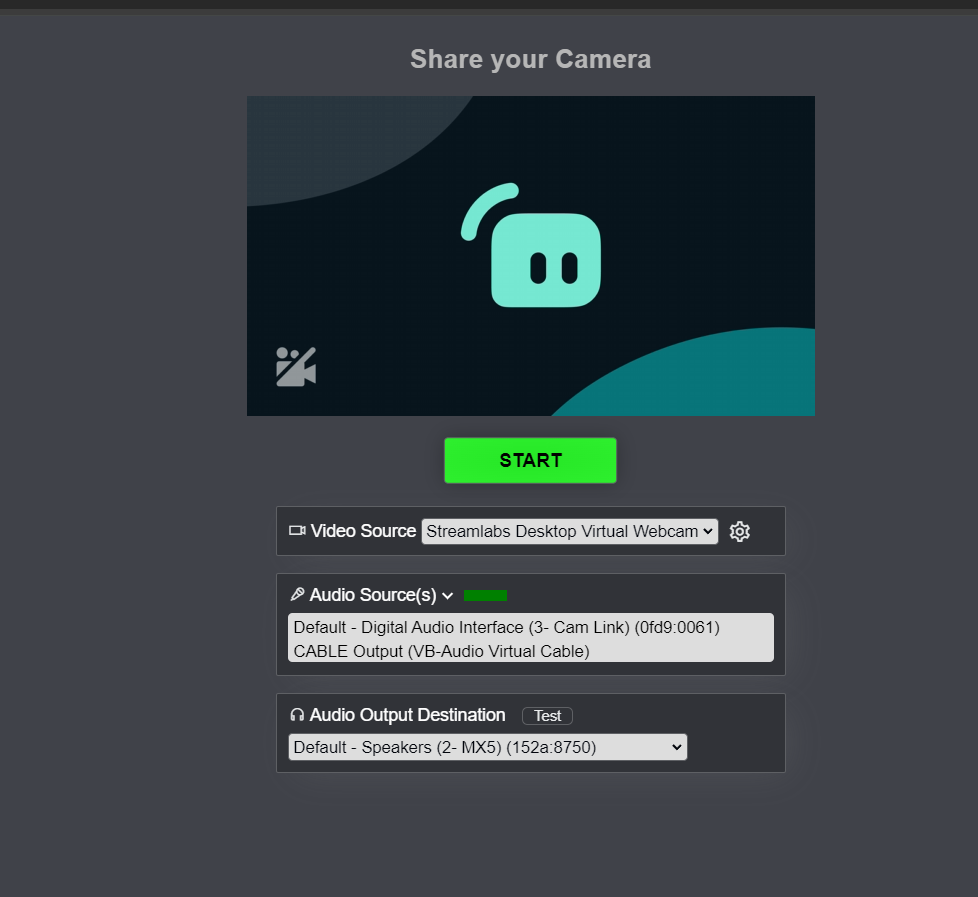 Share your Camera
START
Video Source Streamlabs Desktop Virtual Webcam
Audio Source(s)
Default - Digital Audio Interface (3- Cam Link) (0fd9:0061)
CABLE Output (VB-Audio Virtual Cable)
Audio Output Destination Test
Default - Speakers (2- MX5) (152a:8750)